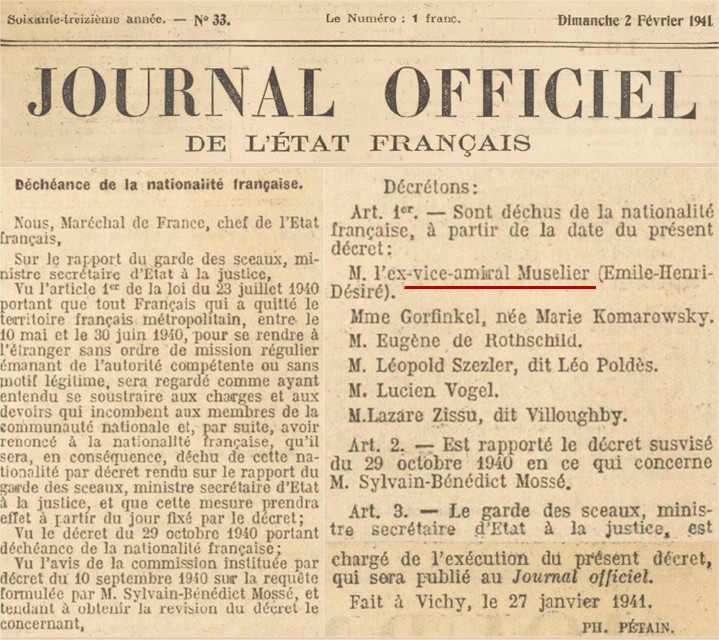 Soixante-treizième année. — Nº 33.
Le Numéro : 1 franc.
Dimanche 2 Février 1941
JOURNAL OFFICIEL
DE L'ÉTAT FRANÇAIS
Déchéance de la nationalité française.
Nous, Maréchal de France, chef de l'Etat
français,
Sur le rapport du garde des sceaux, mi-
nistre secrétaire d'Etat à la justice,
Vu l'article 1er de la loi du 23 juillet 1940
portant que tout Français qui a quitté le
territoire français métropolitain, entre le
10 mai et le 30 juin 1940, pour se rendre à
l'étranger sans ordre de mission régulier
émanant de l'autorité compétente ou sans
motif légitime, sera regardé comme ayant
entendu se soustraire aux charges et aux
devoirs qui incombent aux membres de la
communauté nationale et, par suite, avoir
renoncé à la nationalité française, qu'il
sera, en conséquence, déchu de cette na-
tionalité par décret rendu sur le rapport du
garde des sceaux, ministre secrétaire d'Etat
à la justice, et que cette mesure prendra
effet à partir du jour fixé par le décret;
Vu le décret du 29 octobre 1940 portant
déchéance de la nationalité française;
Vu l'avis de la commission instituée par
décret du 10 septembre 1940 sur la requête
formulée par M. Sylvain-Bénédict Mossé, et
tendant à obtenir la revision du décret le
concernant,
Décrétons:
Art. 1er. — Sont déchus de la nationalité
française, à partir de la date du présent
décret:
M. l'ex-vice-amiral Muselier (Emile-Henri-
Désiré).
Mme Gorfinkel, née Marie Komarowsky.
M. Eugène de Rothschild.
M. Léopold Szezler, dit Léo Poldès.
M. Lucien Vogel.
M.Lazare Zissu, dit Villoughby.
Art. 2. — Est rapporté le décret susvisé
du 29 octobre 1940 en ce qui concerne
M. Sylvain-Bénédict Mossé.
Art. 3. — Le garde des sceaux, minis-
tre secrétaire d'Etat à la justice, est
chargé de l'exécution du présent décret,
qui sera publié au Journal officiel.
Fait à Vichy, le 27 janvier 1941.
PH. PÉTAIN.